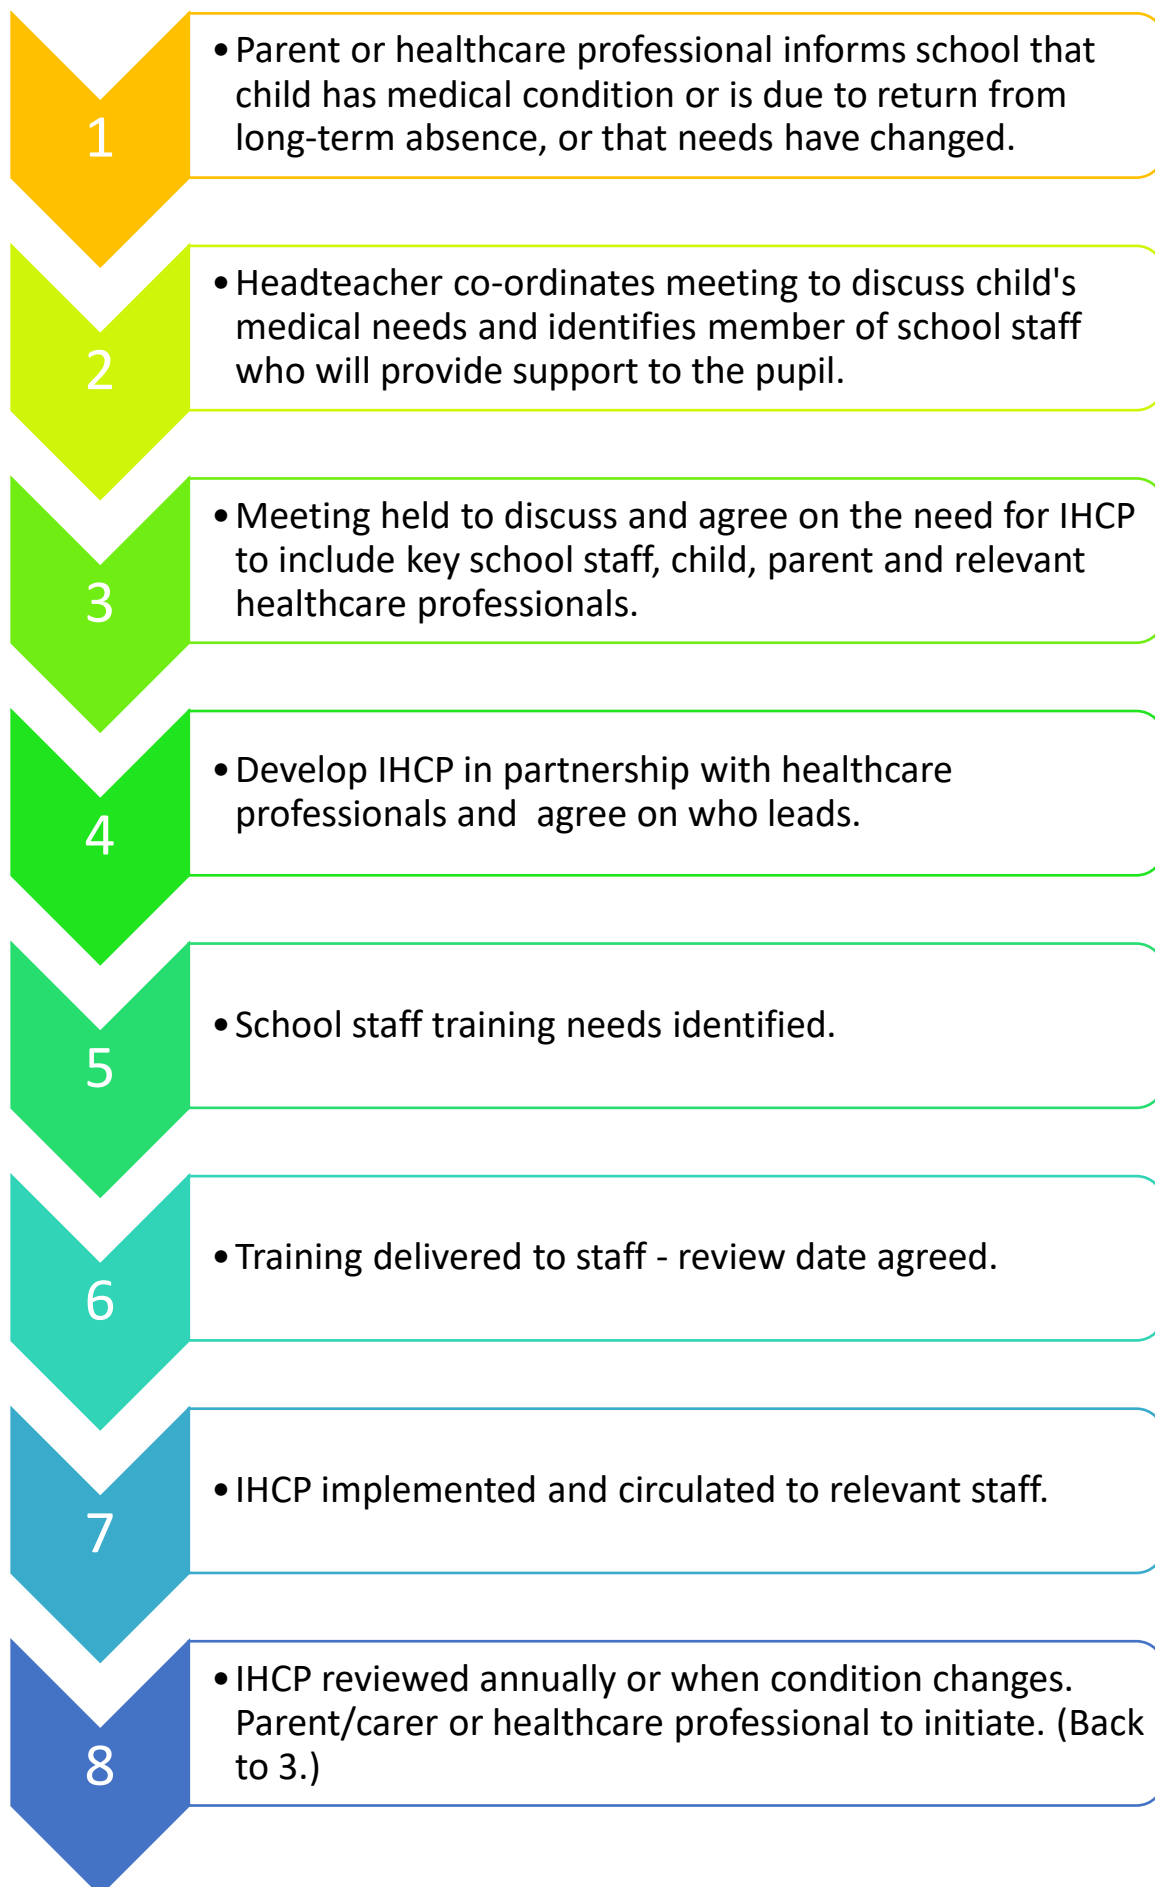 1
•Parent or healthcare professional informs school that
child has medical condition or is due to return from
long-term absence, or that needs have changed.
2
•Headteacher co-ordinates meeting to discuss child's
medical needs and identifies member of school staff
who will provide support to the pupil.
3
•Meeting held to discuss and agree on the need for IHCP
to include key school staff, child, parent and relevant
healthcare professionals.
4
•Develop IHCP in partnership with healthcare
professionals and  agree on who leads.
5
•School staff training needs identified.
6
•Training delivered to staff - review date agreed.
7
•IHCP implemented and circulated to relevant staff.
8
•IHCP reviewed annually or when condition changes.
Parent/carer or healthcare professional to initiate. (Back
to 3.)